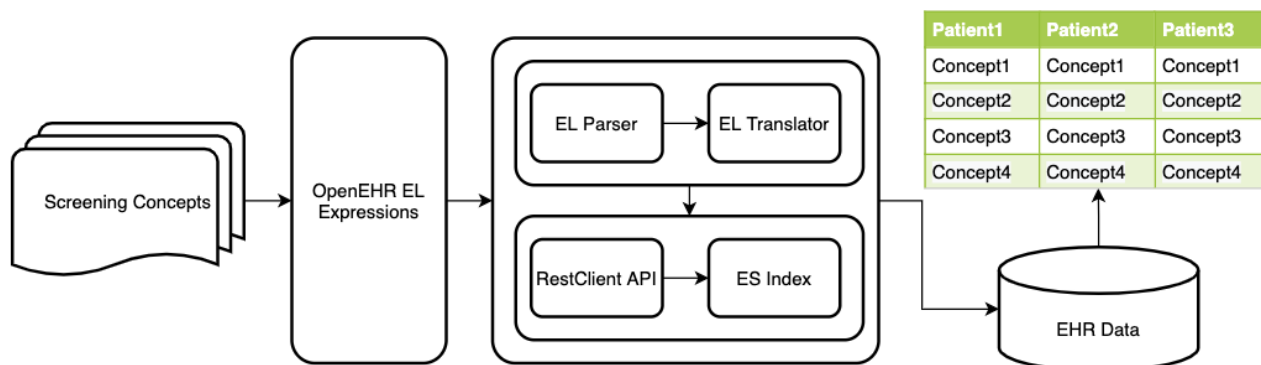 Screening Concepts
OpenEHR EL
Expressions
EL Parser
EL Translator
RestClient API
ES Index
Patient1 Patient2 Patient3
Concept1 Concept1 Concept1
Concept2 Concept2 Concept2
Concept3 Concept3 Concept3
Concept4 Concept4 Concept4
EHR Data